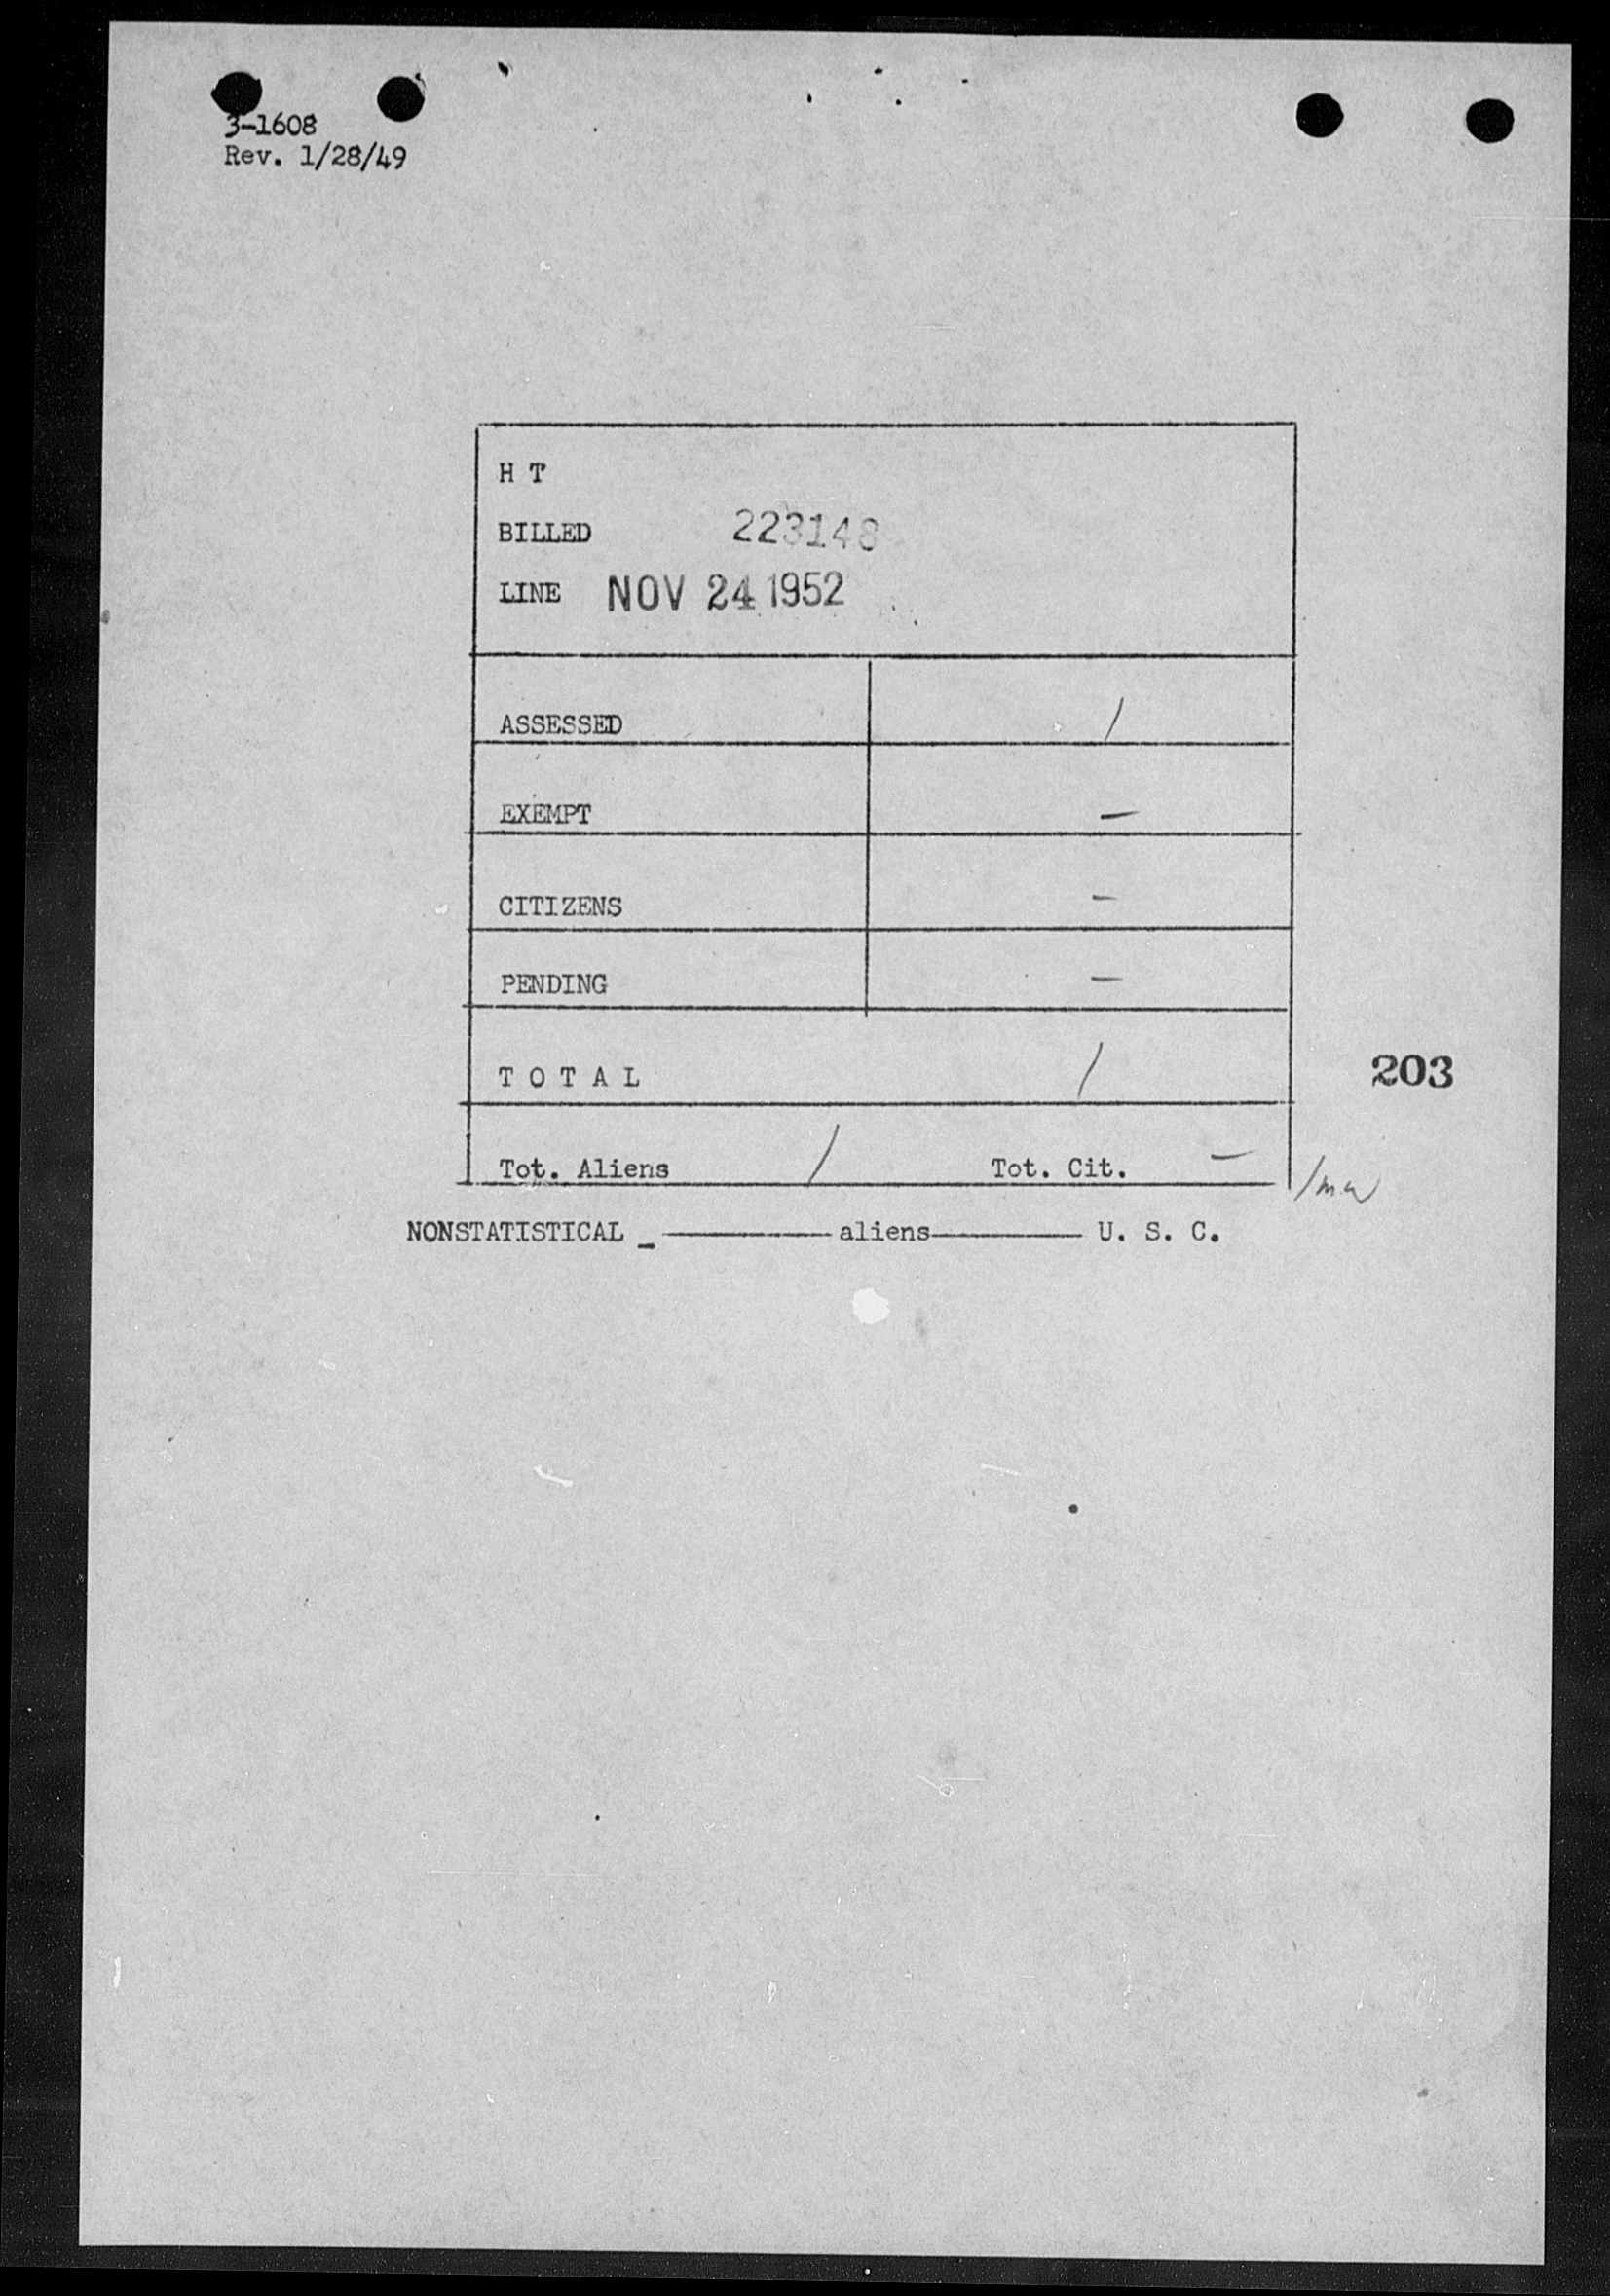 3-1608
Rev. 1/28/49
H T
BILLED 223148
LINE NOV 24 1952
ASSESSED /
EXEMPT –
CITIZENS –
PENDING –
T O T A L /
203
Tot. Aliens / Tot. Cit. –
NONSTATISTICAL _ ———— aliens ———— U. S. C.